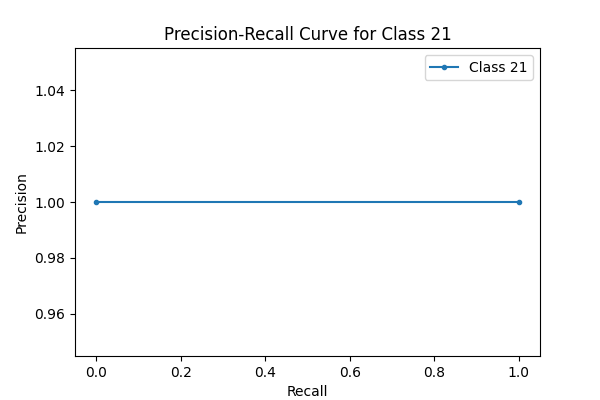 Precision-Recall Curve for Class 21
Class 21
1.04
1.02
1.00
0.98
0.96
Precision
0.0 0.2 0.4 0.6 0.8 1.0
Recall